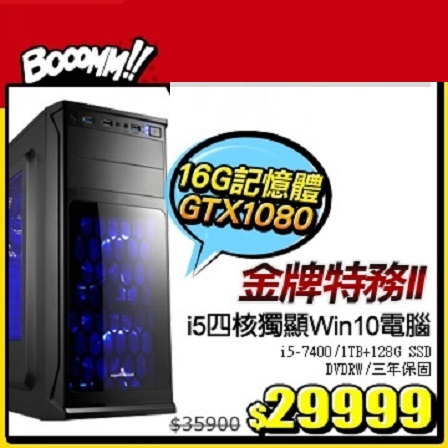 BOOOMM!!
16G記憶體
GTX1080
金牌特務II
i5四核獨顯Win10電腦
i5-7400/1TB+128G SSD
DVDRW/三年保固
$35900 $29999